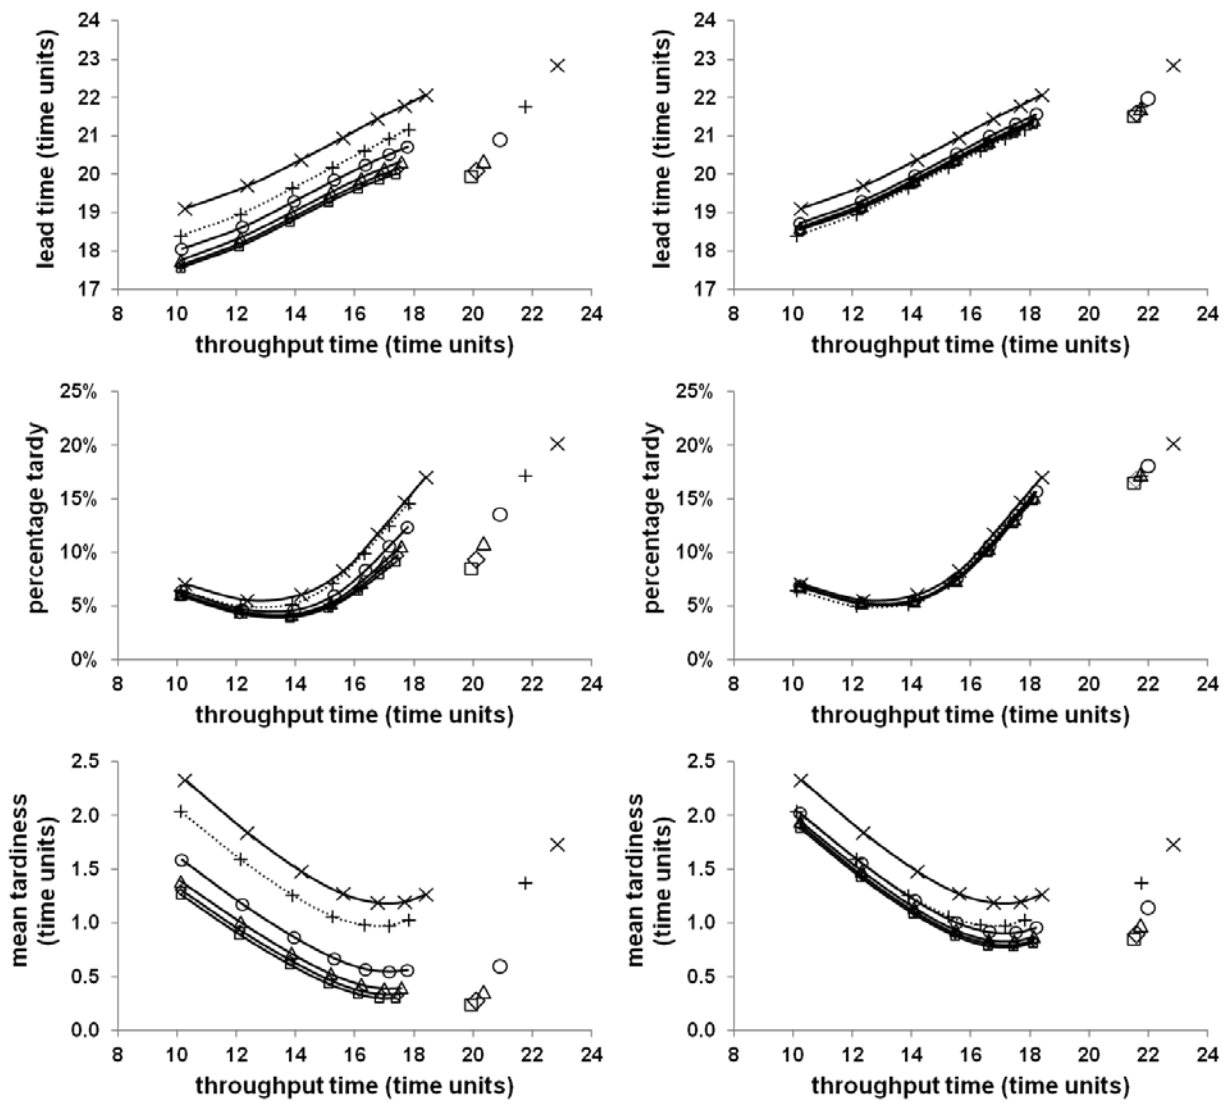 lead time (time units)
24
23
22
21
20
19
18
17
8 10 12 14 16 18 20 22 24
throughput time (time units)
lead time (time units)
24
23
22
21
20
19
18
17
8 10 12 14 16 18 20 22 24
throughput time (time units)
percentage tardy
25%
20%
15%
10%
5%
0%
8 10 12 14 16 18 20 22 24
throughput time (time units)
percentage tardy
25%
20%
15%
10%
5%
0%
8 10 12 14 16 18 20 22 24
throughput time (time units)
mean tardiness
(time units)
2.5
2.0
1.5
1.0
0.5
0.0
8 10 12 14 16 18 20 22 24
throughput time (time units)
mean tardiness
(time units)
2.5
2.0
1.5
1.0
0.5
0.0
8 10 12 14 16 18 20 22 24
throughput time (time units)